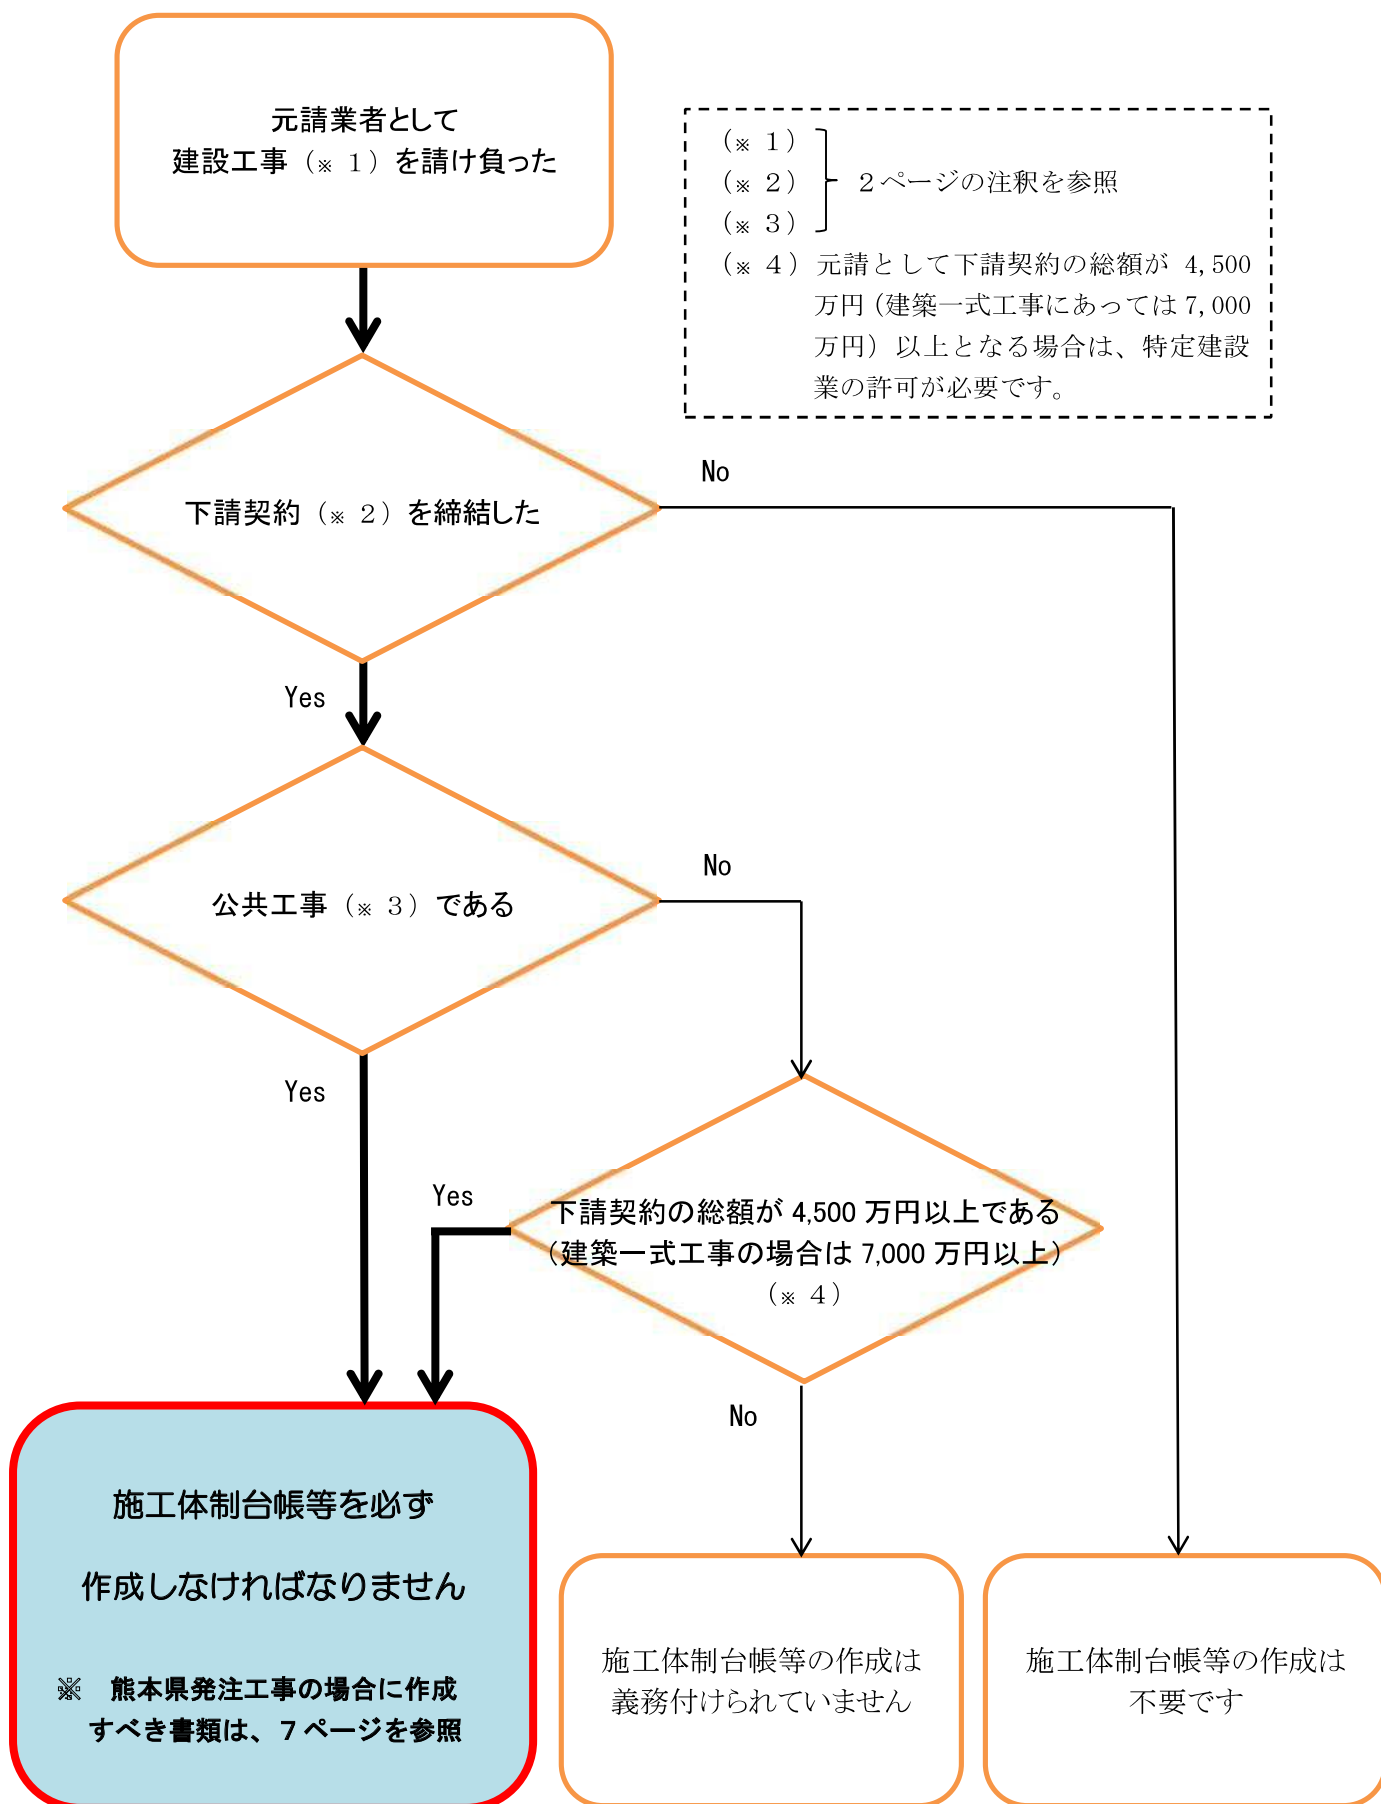 元請業者として
建設工事（※ 1）を請け負った
（※ 1）
（※ 2） 2ページの注釈を参照
（※ 3）
（※ 4）元請として下請契約の総額が 4,500
万円（建築一式工事にあっては 7,000
万円）以上となる場合は、特定建設
業の許可が必要です。
No
下請契約（※ 2）を締結した
Yes
No
公共工事（※ 3）である
Yes
Yes
下請契約の総額が 4,500 万円以上である
（建築一式工事の場合は 7,000 万円以上）
（※ 4）
No
施工体制台帳等を必ず
作成しなければなりません
※ 熊本県発注工事の場合に作成
すべき書類は、7 ページを参照
施工体制台帳等の作成は
義務付けられていません
施工体制台帳等の作成は
不要です